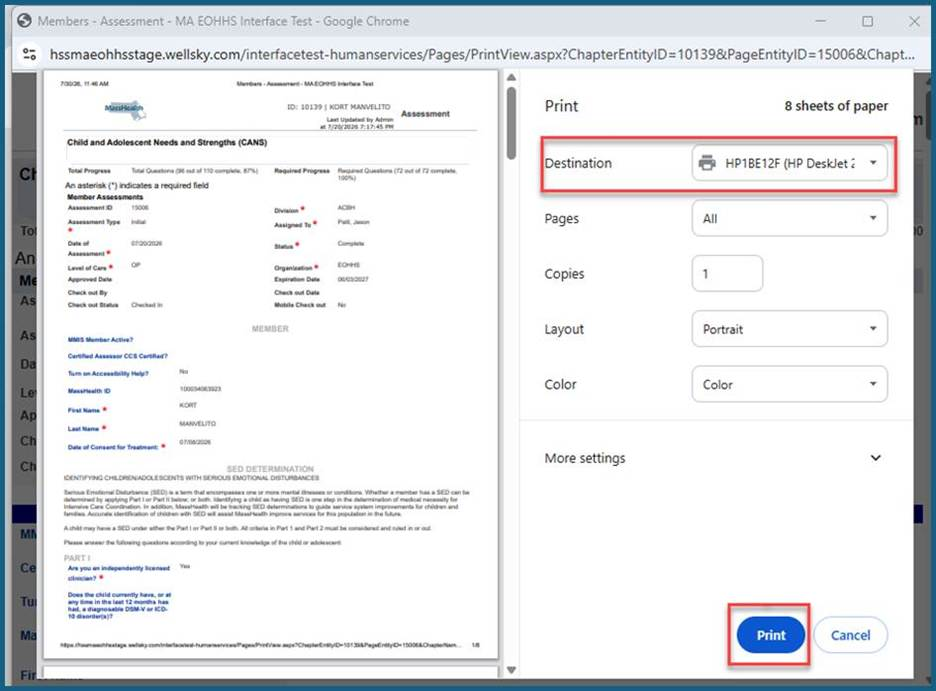 Members - Assessment - MA EOHHS Interface Test - Google Chrome
hssmaeohhsstage.wellsky.com/interfacetest-humanservices/Pages/PrintView.aspx?ChapterEntityID=10139&PageEntityID=15006&Chapt...
7/30/26, 11:46 AM Members - Assessment - MA EOHHS Interface Test
MassHealth
ID: 10139 | KORT MANVELITO
Assessment
Last Updated by Admin
at 7/20/2026 7:17:45 PM
Child and Adolescent Needs and Strengths (CANS)
Total Progress Total Questions (96 out of 110 complete, 87%) Required Progress Required Questions (72 out of 72 complete,
100%)
An asterisk (*) indicates a required field
Member Assessments
Assessment ID 15006 Division * ACBH
Assessment Type Initial Assigned To * Patil, Jason
*
Date of 07/20/2026 Status * Complete
Assessment *
Level of Care * OP Organization * EOHHS
Approved Date Expiration Date 06/03/2027
Check out By Check out Date
Check out Status Checked In Mobile Check out No
MEMBER
MMIS Member Active?
Certified Assessor CCS Certified?
Turn on Accessibility Help? No
MassHealth ID 100034063923
First Name * KORT
Last Name * MANVELITO
Date of Consent for Treatment: * 07/08/2026
SED DETERMINATION
IDENTIFYING CHILDREN/ADOLESCENTS WITH SERIOUS EMOTIONAL DISTURBANCES
Serious Emotional Disturbance (SED) is a term that encompasses one or more mental illnesses or conditions. Whether a member has a SED can be
determined by applying Part I or Part II below, or both. Identifying a child as having SED is one step in the determination of medical necessity for
Intensive Care Coordination. In addition, MassHealth will be tracking SED determinations to guide service system improvements for children and
families. Accurate identification of children with SED will assist MassHealth improve services for this population in the future.
A child may have a SED under either the Part I or Part II or both. All criteria in Part 1 and Part 2 must be considered and ruled in or out.
Please answer the following questions according to your current knowledge of the child or adolescent:
PART I
Are you an independently licensed Yes
clinician? *
Does the child currently have, or at
any time in the last 12 months has
had, a diagnosable DSM-V or ICD-
10 disorder(s)?
https://hssmaeohhsstage.wellsky.com/interfacetest-humanservices/Pages/PrintView.aspx?ChapterEntityID=10139&PageEntityID=15006&ChapterNam... 1/8
Print 8 sheets of paper
Destination HP1BE12F (HP DeskJet 2
Pages All
Copies 1
Layout Portrait
Color Color
More settings
Print Cancel